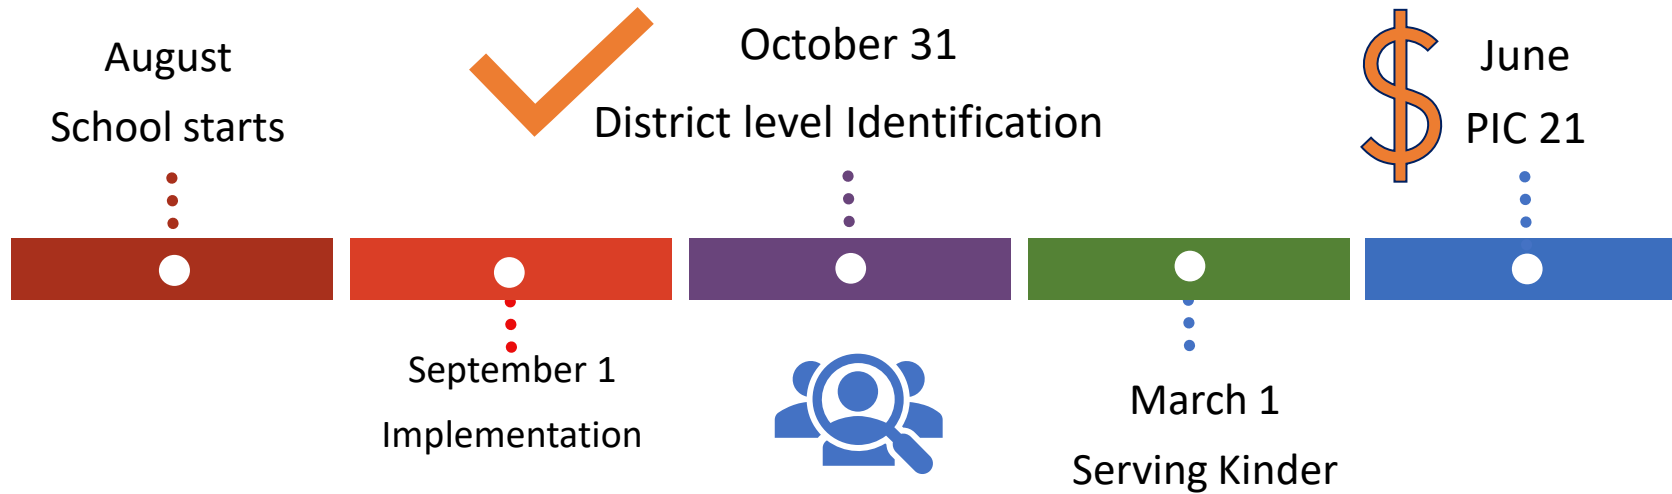 August
School starts
September 1
Implementation
October 31
District level Identification
March 1
Serving Kinder
June
PIC 21